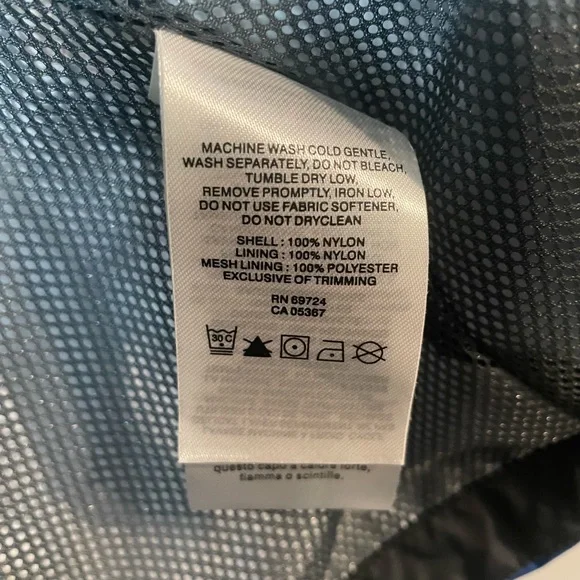 MACHINE WASH COLD GENTLE,
WASH SEPARATELY, DO NOT BLEACH,
TUMBLE DRY LOW,
REMOVE PROMPTLY, IRON LOW,
DO NOT USE FABRIC SOFTENER,
DO NOT DRYCLEAN
SHELL : 100% NYLON
LINING : 100% NYLON
MESH LINING : 100% POLYESTER
EXCLUSIVE OF TRIMMING
RN 69724
CA 05367
30 C
questo capo a calore forte,
fiamma o scintille.